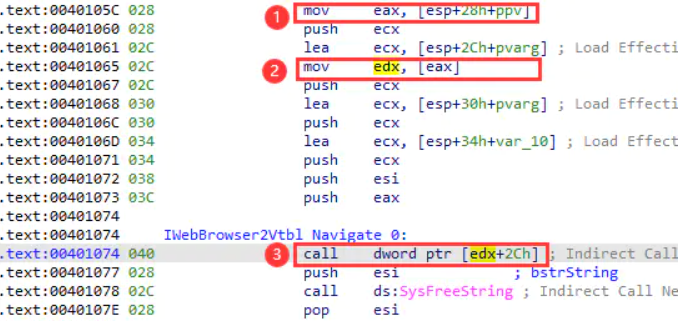 .text:0040105C 028 mov eax, [esp+28h+ppv]
.text:00401060 028 push ecx
.text:00401061 02C lea ecx, [esp+2Ch+pvarg] ; Load Effecti
.text:00401065 02C mov edx, [eax]
.text:00401067 02C push ecx
.text:00401068 030 lea ecx, [esp+30h+pvarg] ; Load Effecti
.text:0040106C 030 push ecx
.text:0040106D 034 lea ecx, [esp+34h+var_10] ; Load Effecti
.text:00401071 034 push ecx
.text:00401072 038 push esi
.text:00401073 03C push eax
.text:00401074
.text:00401074 IWebBrowser2Vtbl Navigate 0:
.text:00401074 040 call dword ptr [edx+2Ch] ; Indirect Call
.text:00401077 028 push esi ; bstrString
.text:00401078 02C call ds:SysFreeString ; Indirect Call Ne
.text:0040107E 028 pop esi
1
2
3